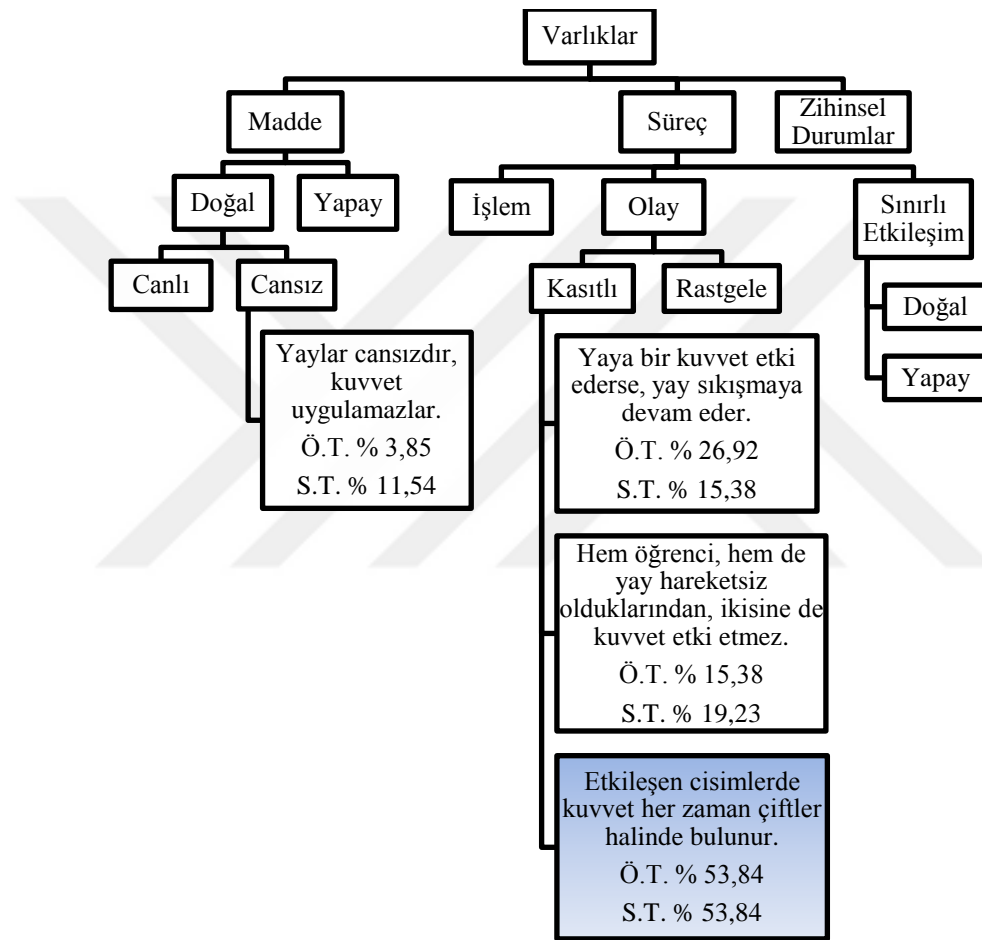 Varlıklar
Madde
Süreç
Zihinsel
Durumlar
Doğal
Yapay
İşlem
Olay
Sınırlı
Etkileşim
Canlı
Cansız
Kasıtlı
Rastgele
Doğal
Yapay
Yaylar cansızdır,
kuvvet
uygulamazlar.
Ö.T. % 3,85
S.T. % 11,54
Yaya bir kuvvet etki
ederse, yay sıkışmaya
devam eder.
Ö.T. % 26,92
S.T. % 15,38
Hem öğrenci, hem de
yay hareketsiz
olduklarından, ikisine de
kuvvet etki etmez.
Ö.T. % 15,38
S.T. % 19,23
Etkileşen cisimlerde
kuvvet her zaman çiftler
halinde bulunur.
Ö.T. % 53,84
S.T. % 53,84